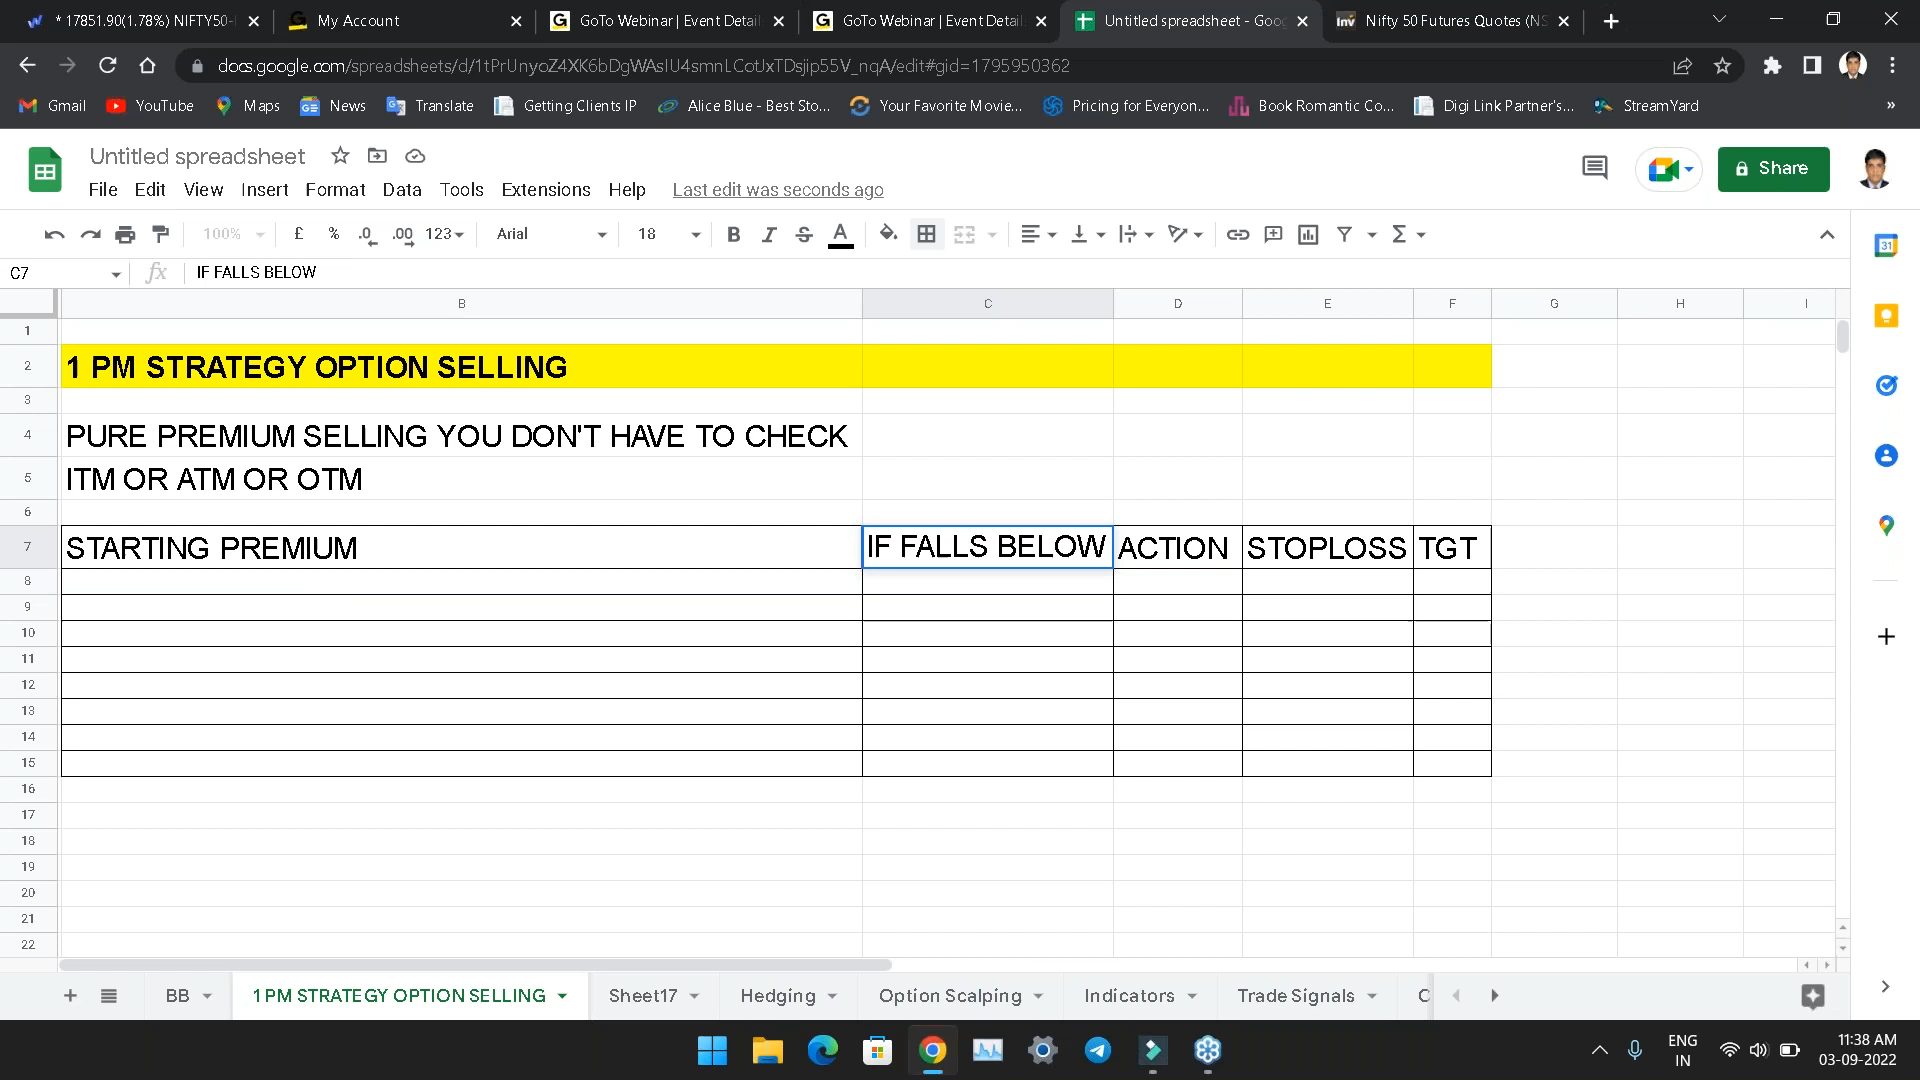 * 17851.90(1.78%) NIFTY50-
My Account
GoTo Webinar | Event Detail
GoTo Webinar | Event Detail
Untitled spreadsheet - Goog
Nifty 50 Futures Quotes (NS
docs.google.com/spreadsheets/d/1tPrUnyoZ4XK6bDgWAsIU4smnLCotJxTDsjip55V_nqA/edit#gid=1795950362
Gmail
YouTube
Maps
News
Translate
Getting Clients IP
Alice Blue - Best Sto...
Your Favorite Movie...
Pricing for Everyon...
Book Romantic Co...
Digi Link Partner's...
StreamYard
»
Untitled spreadsheet
Share
File Edit View Insert Format Data Tools Extensions Help Last edit was seconds ago
100% £ % .0 .00 123 Arial 18 B I S A
C7 fx IF FALLS BELOW
B C D E F G H I
1
2 1 PM STRATEGY OPTION SELLING
3
4 PURE PREMIUM SELLING YOU DON'T HAVE TO CHECK
5 ITM OR ATM OR OTM
6
7 STARTING PREMIUM IF FALLS BELOW ACTION STOPLOSS TGT
8
9
10
11
12
13
14
15
16
17
18
19
20
21
22
BB 1 PM STRATEGY OPTION SELLING Sheet17 Hedging Option Scalping Indicators Trade Signals
ENG
IN
11:38 AM
03-09-2022